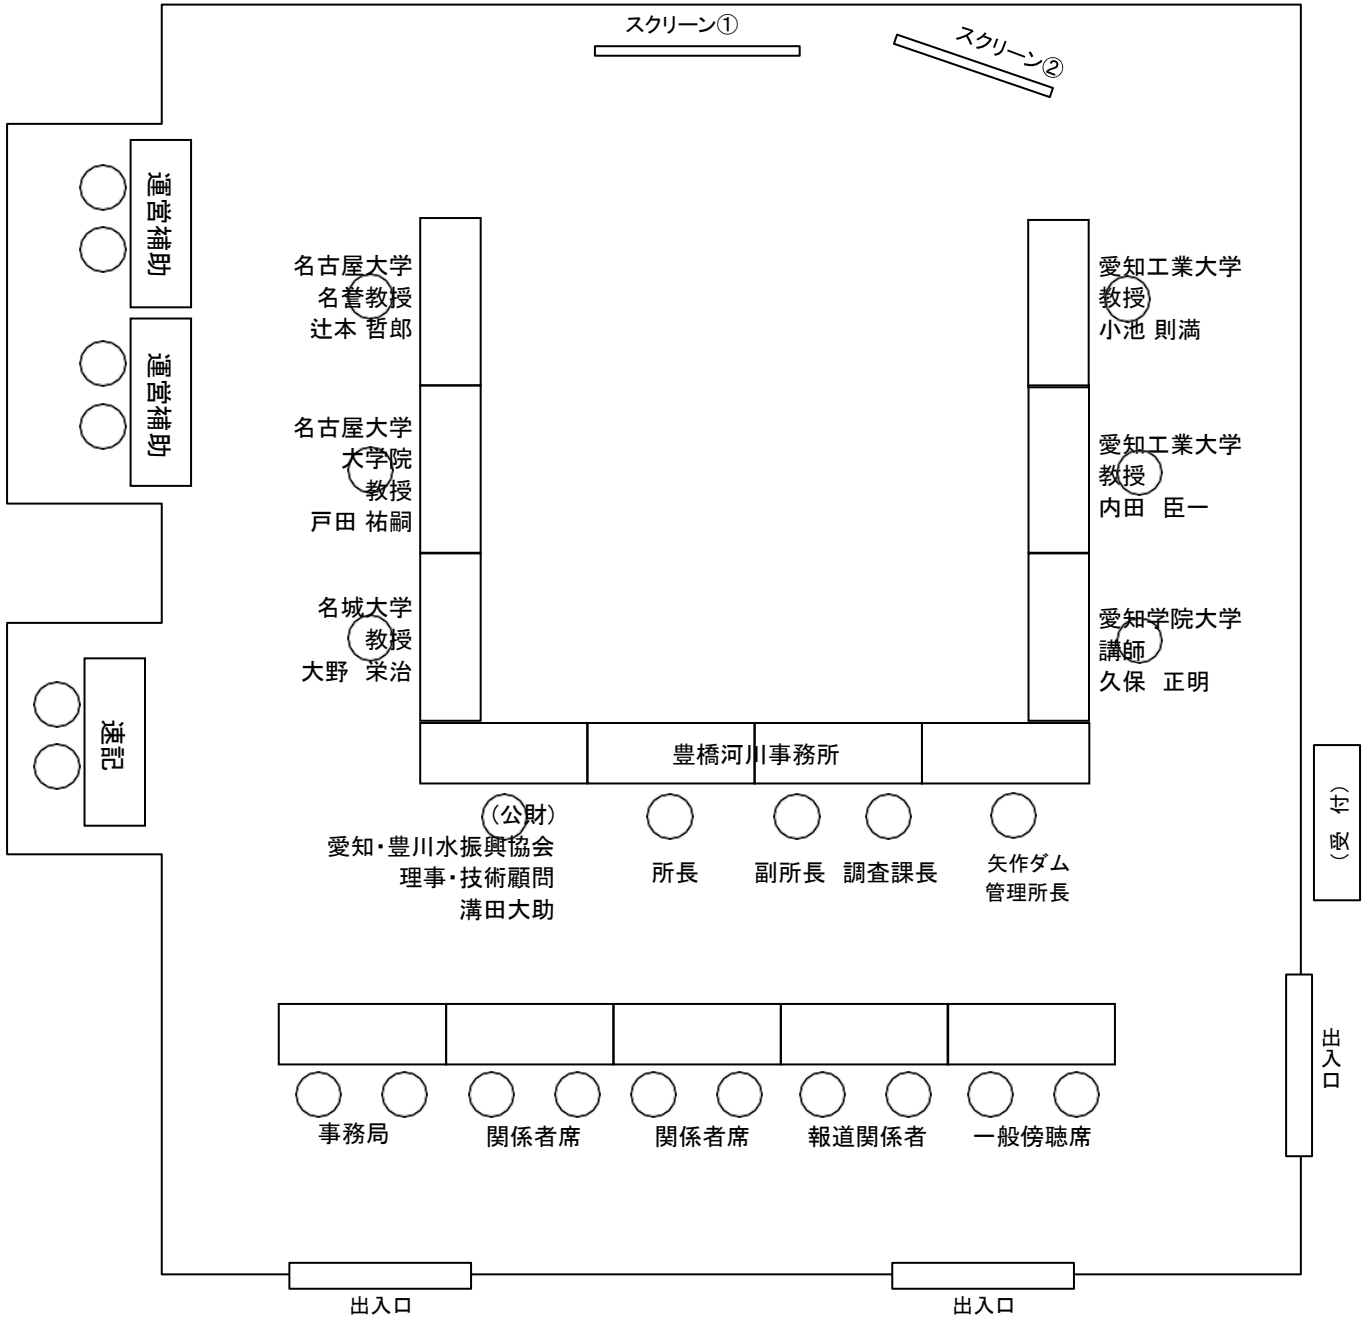 スクリーン①
スクリーン②
運営補助
運営補助
速記
名古屋大学
名誉教授
辻本 哲郎
名古屋大学
大学院
教授
戸田 祐嗣
名城大学
教授
大野　栄治
愛知工業大学
教授
小池 則満
愛知工業大学
教授
内田　臣一
愛知学院大学
講師
久保　正明
豊橋河川事務所
（公財）
愛知・豊川水振興協会
理事・技術顧問
溝田大助
所長
副所長
調査課長
矢作ダム
管理所長
（受 付）
出入口
事務局
関係者席
関係者席
報道関係者
一般傍聴席
出入口
出入口